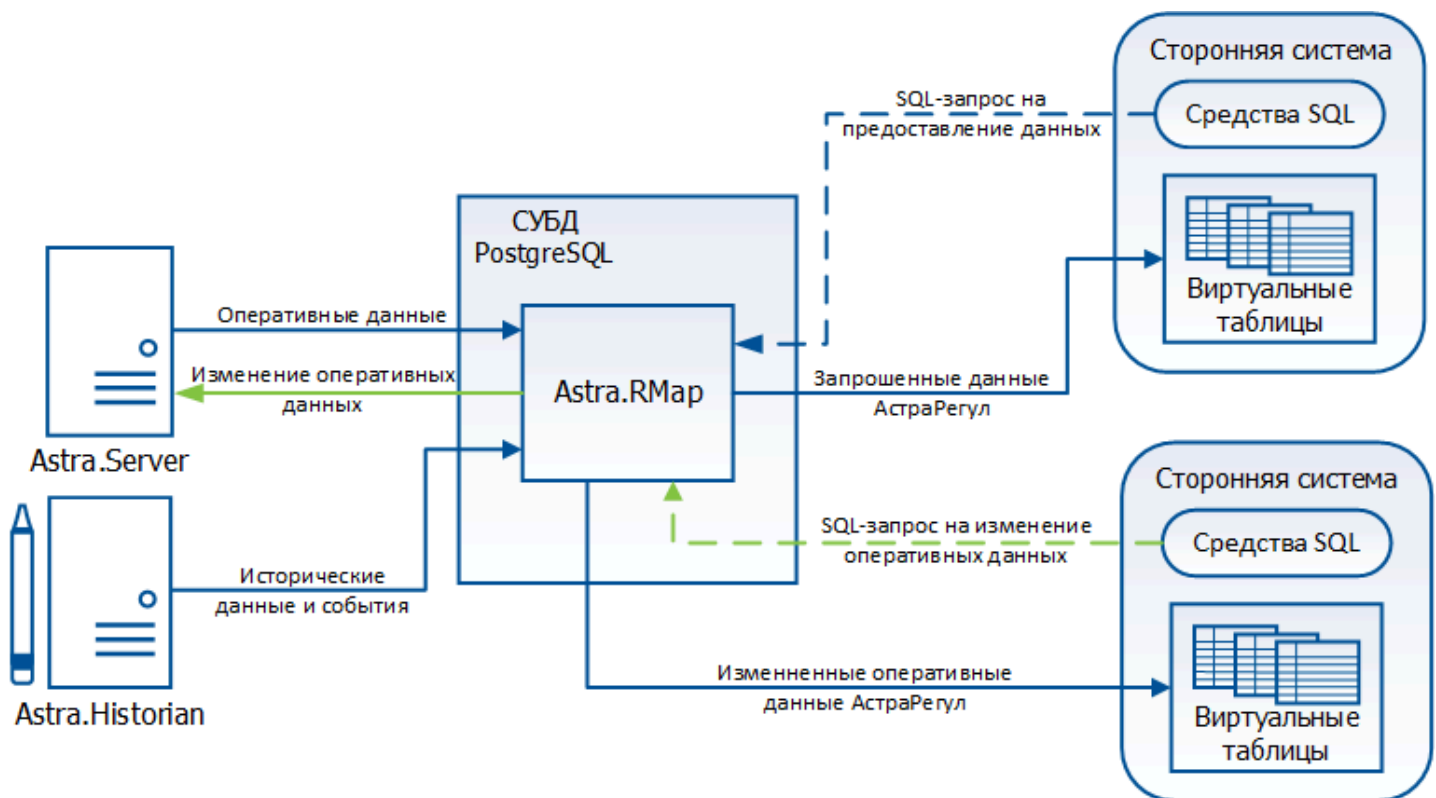 Сторонняя система
Средства SQL
SQL-запрос на
предоставление данных
Виртуальные
таблицы
СУБД
PostgreSQL
Astra.RMap
Оперативные данные
Изменение оперативных
данных
Astra.Server
Запрошенные данные
АстраРегул
Исторические
данные и события
Astra.Historian
Сторонняя система
Средства SQL
SQL-запрос на изменение
оперативных данных
Изменненные оперативные
данные АстраРегул
Виртуальные
таблицы